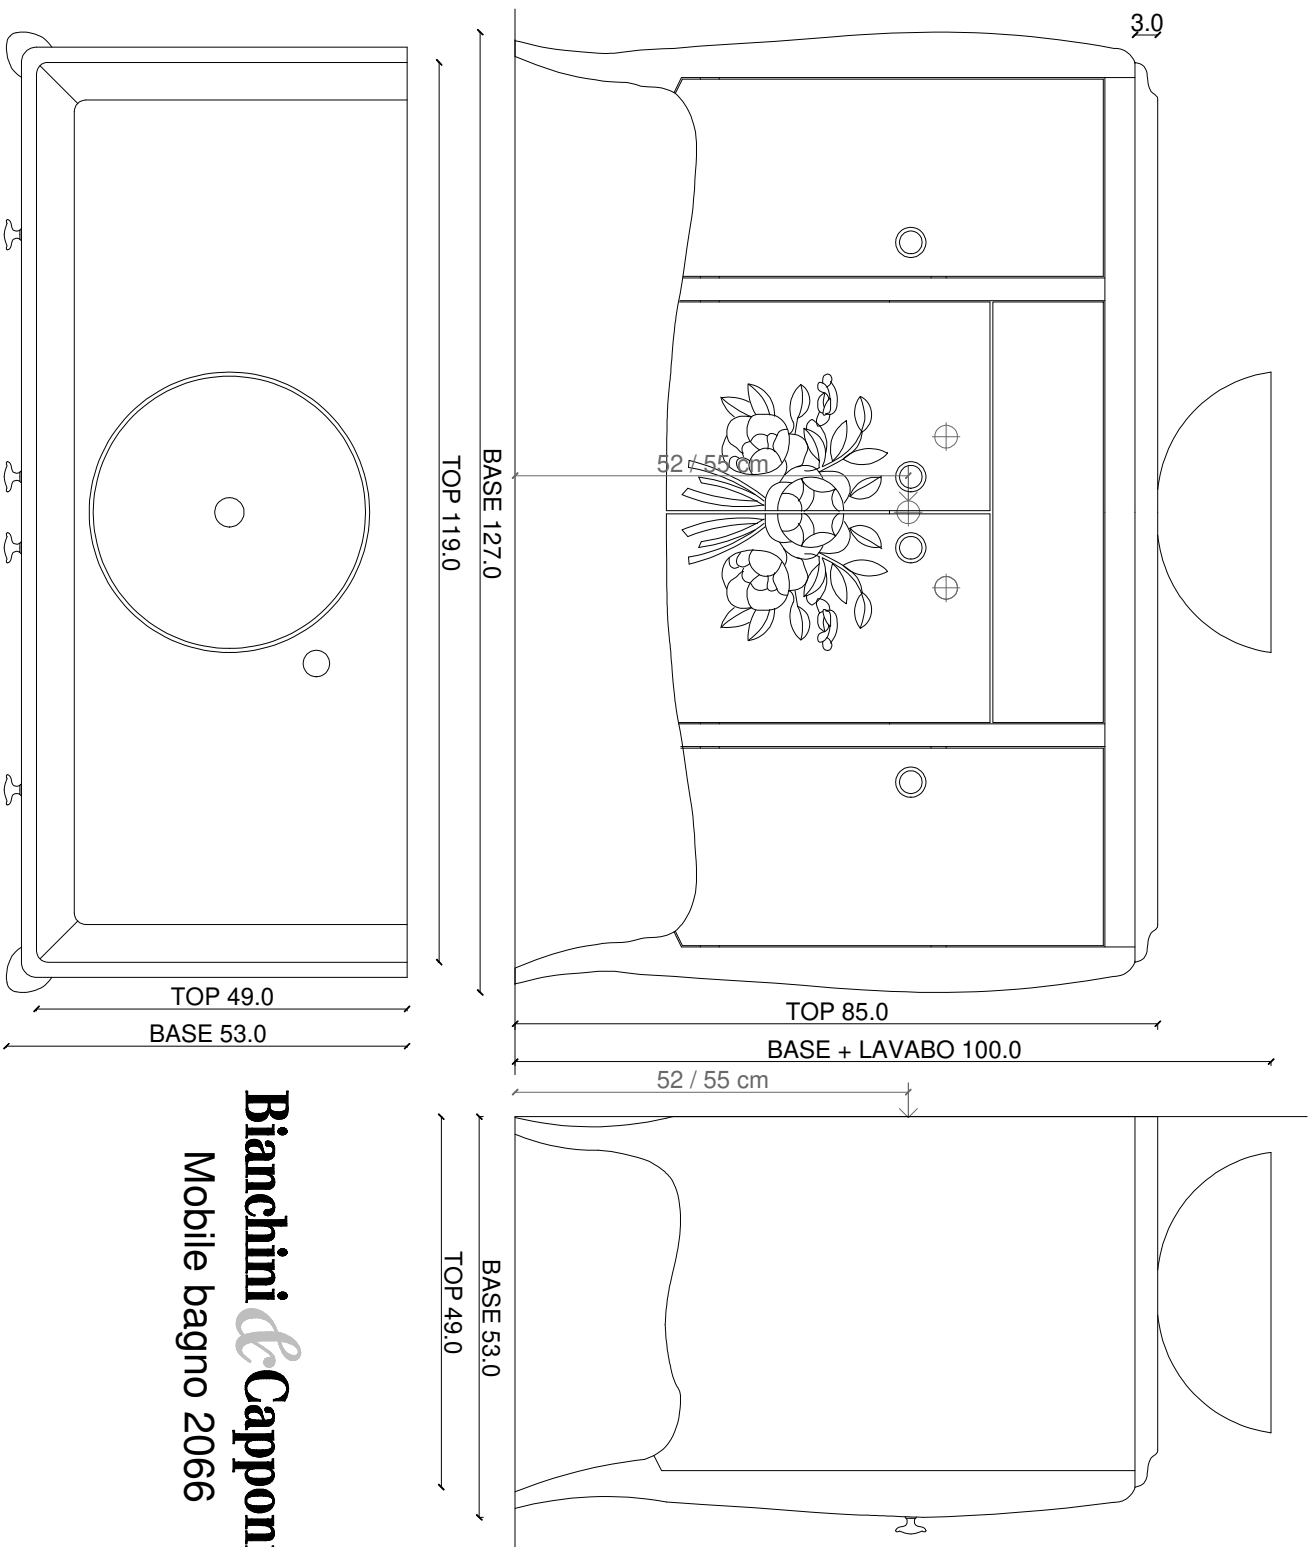 3.0
52 / 55 cm
BASE 127.0
TOP 119.0
TOP 49.0
BASE 53.0
TOP 85.0
BASE + LAVABO 100.0
52 / 55 cm
BASE 53.0
TOP 49.0
Bianchini & Cappon
Mobile bagno 2066